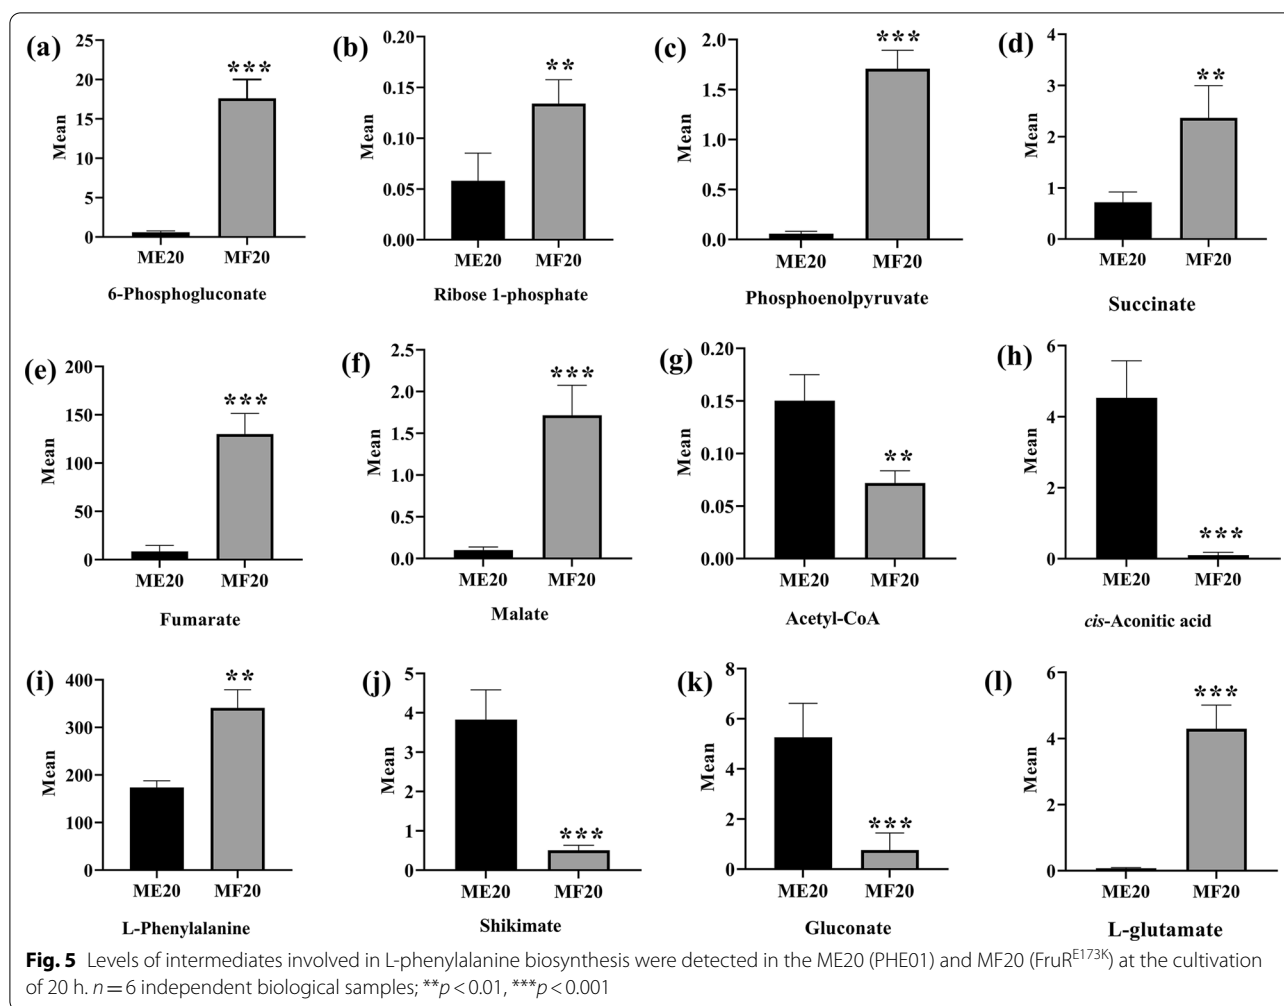 (a)
25
20
15
10
5
0
Mean
***
ME20 MF20
6-Phosphogluconate
(b)
0.20
0.15
0.10
0.05
0.00
Mean
**
ME20 MF20
Ribose 1-phosphate
(c)
2.0
1.5
1.0
0.5
0.0
Mean
***
ME20 MF20
Phosphoenolpyruvate
(d)
4
3
2
1
0
Mean
**
ME20 MF20
Succinate
(e)
200
150
100
50
0
Mean
***
ME20 MF20
Fumarate
(f)
2.5
2.0
1.5
1.0
0.5
0.0
Mean
***
ME20 MF20
Malate
(g)
0.20
0.15
0.10
0.05
0.00
Mean
**
ME20 MF20
Acetyl-CoA
(h)
6
4
2
0
Mean
***
ME20 MF20
cis-Aconitic acid
(i)
400
300
200
100
0
Mean
**
ME20 MF20
L-Phenylalanine
(j)
5
4
3
2
1
0
Mean
***
ME20 MF20
Shikimate
(k)
8
6
4
2
0
Mean
***
ME20 MF20
Gluconate
(l)
6
4
2
0
Mean
***
ME20 MF20
L-glutamate
Fig. 5 Levels of intermediates involved in L-phenylalanine biosynthesis were detected in the ME20 (PHE01) and MF20 (FruR^E173K) at the cultivation
of 20 h. n = 6 independent biological samples; **p < 0.01, ***p < 0.001